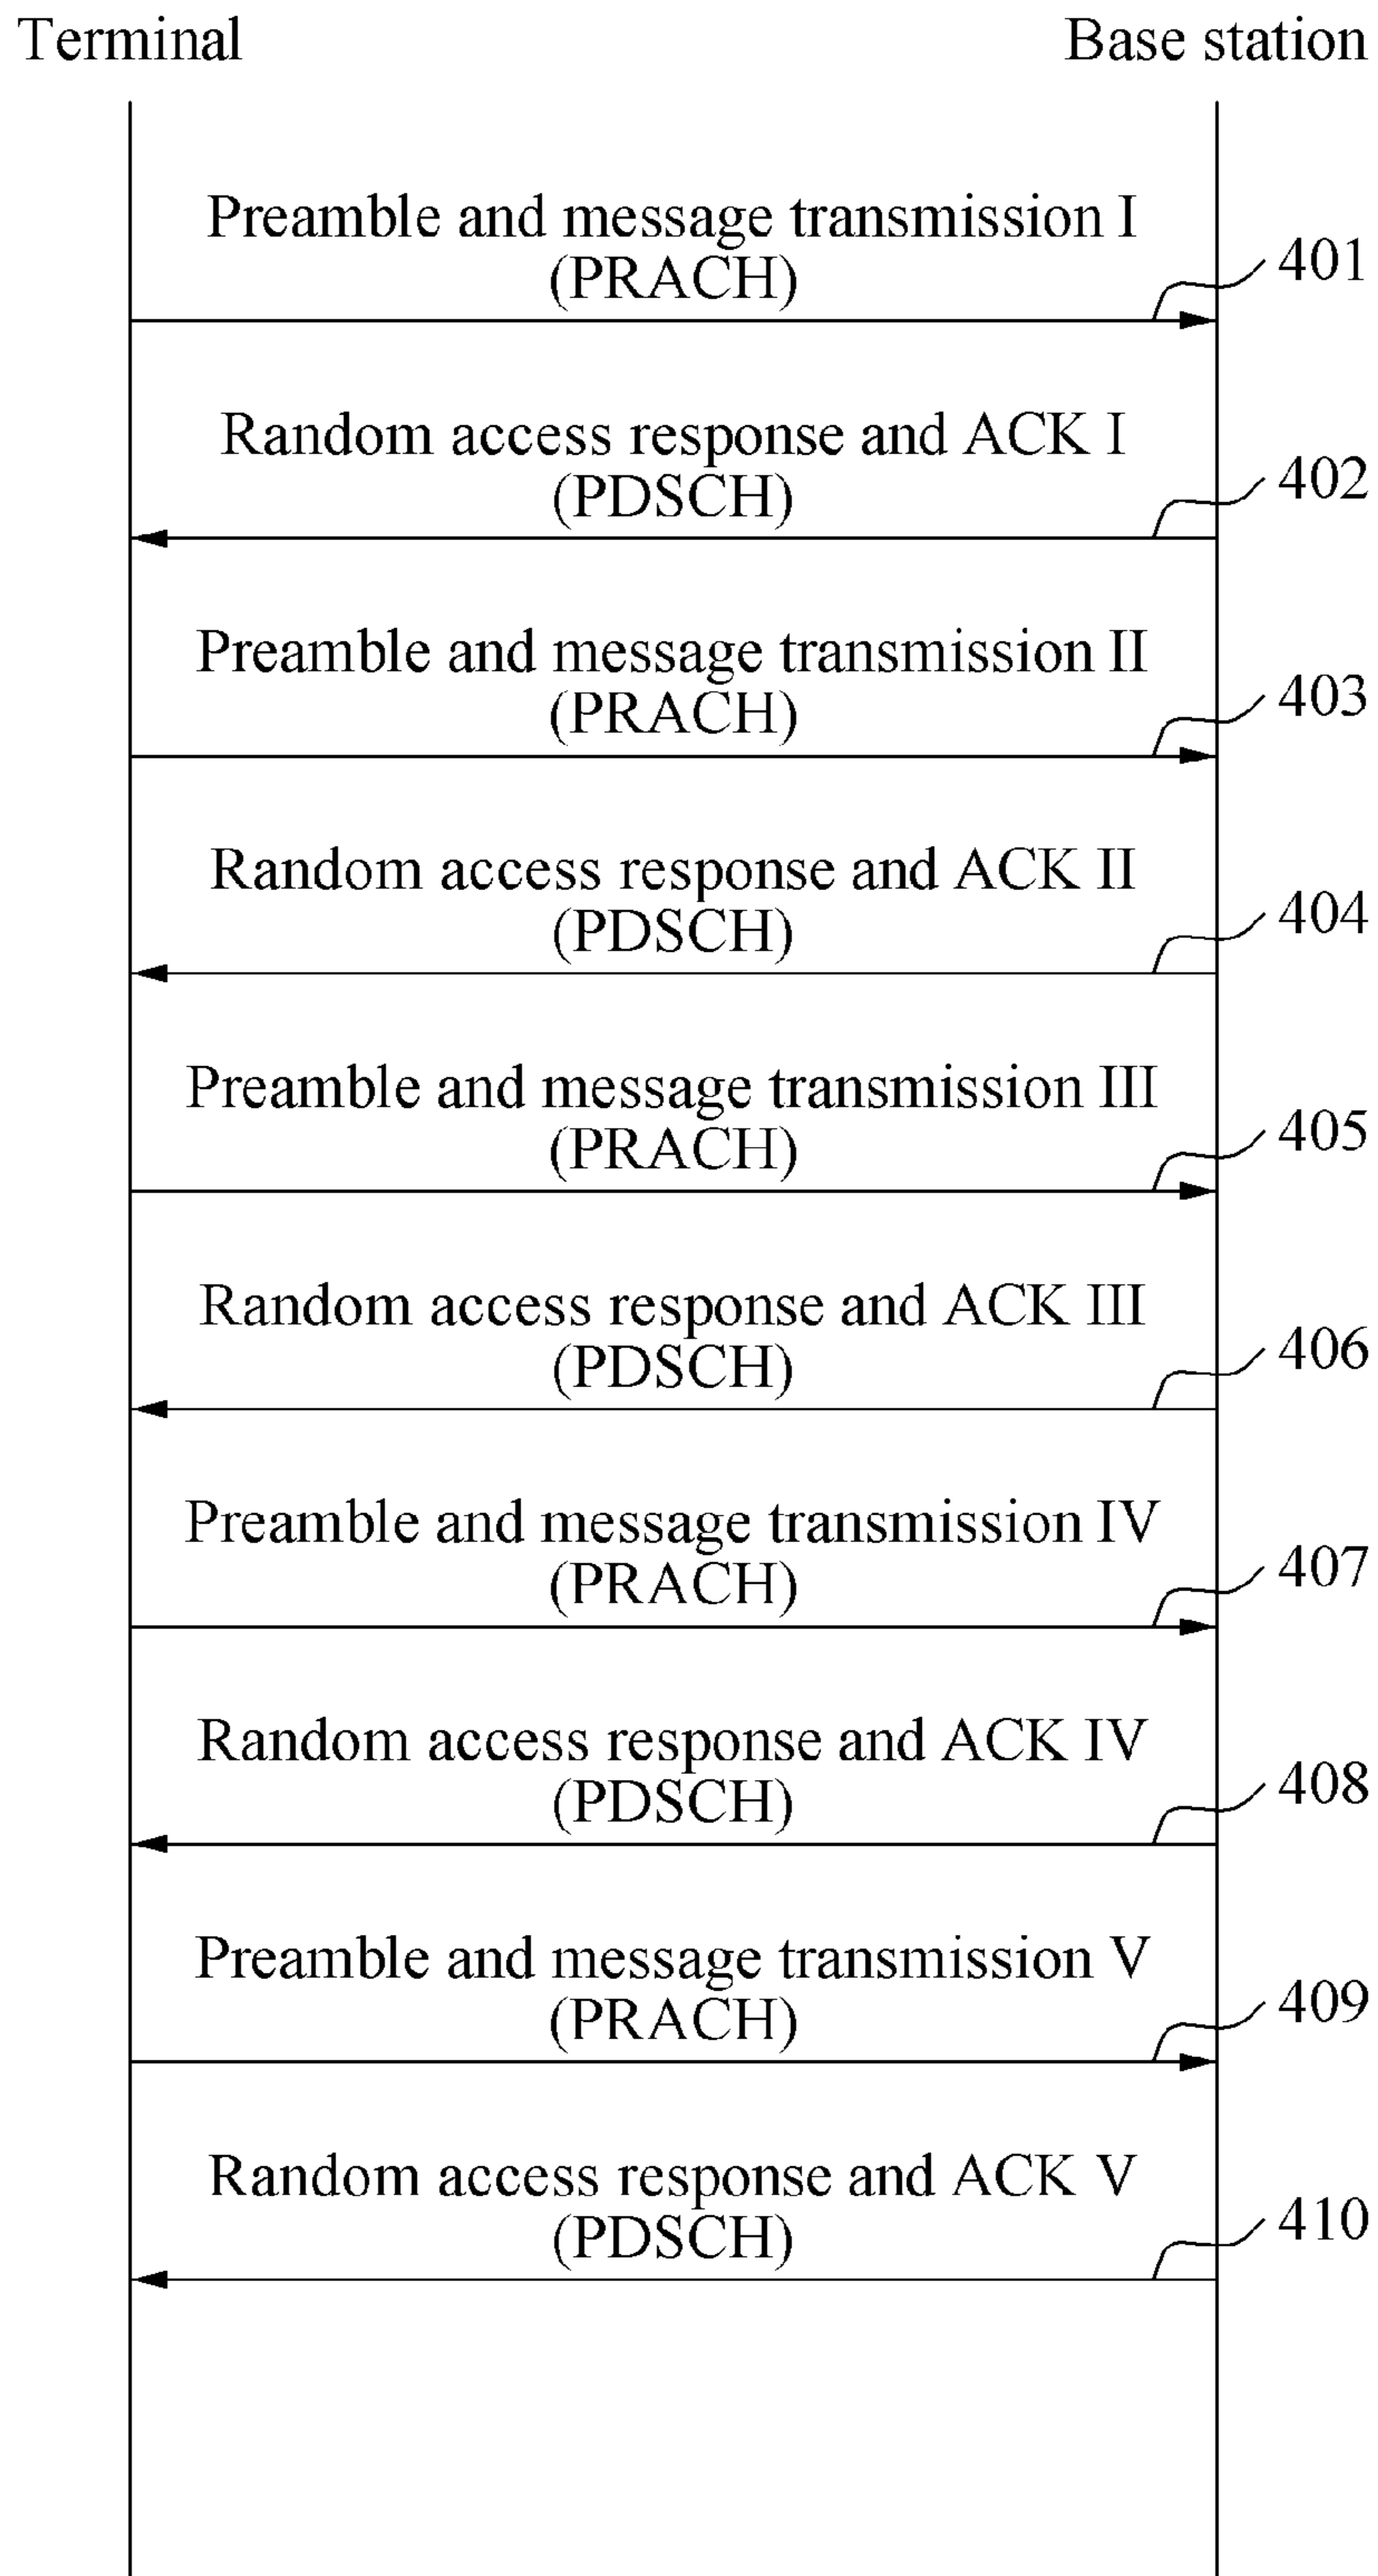 Terminal
Base station
Preamble and message transmission I
(PRACH)
401
Random access response and ACK I
(PDSCH)
402
Preamble and message transmission II
(PRACH)
403
Random access response and ACK II
(PDSCH)
404
Preamble and message transmission III
(PRACH)
405
Random access response and ACK III
(PDSCH)
406
Preamble and message transmission IV
(PRACH)
407
Random access response and ACK IV
(PDSCH)
408
Preamble and message transmission V
(PRACH)
409
Random access response and ACK V
(PDSCH)
410